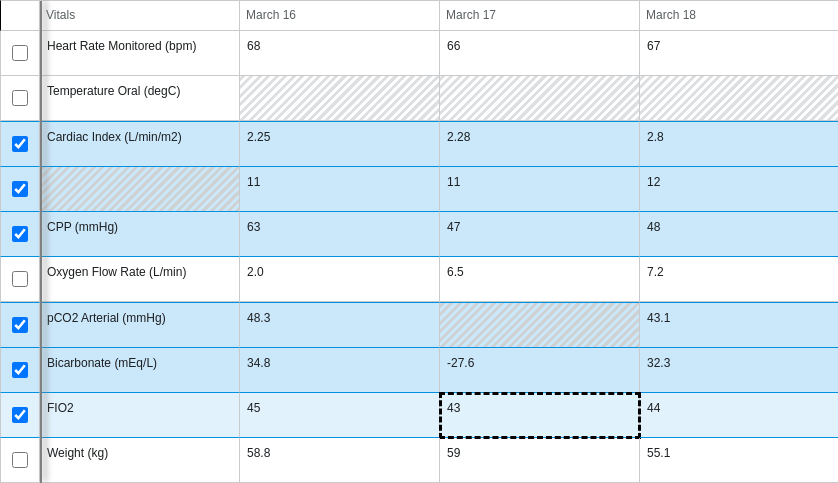 Vitals March 16 March 17 March 18
Heart Rate Monitored (bpm) 68 66 67
Temperature Oral (degC)
Cardiac Index (L/min/m2) 2.25 2.28 2.8
11 11 12
CPP (mmHg) 63 47 48
Oxygen Flow Rate (L/min) 2.0 6.5 7.2
pCO2 Arterial (mmHg) 48.3 43.1
Bicarbonate (mEq/L) 34.8 -27.6 32.3
FIO2 45 43 44
Weight (kg) 58.8 59 55.1